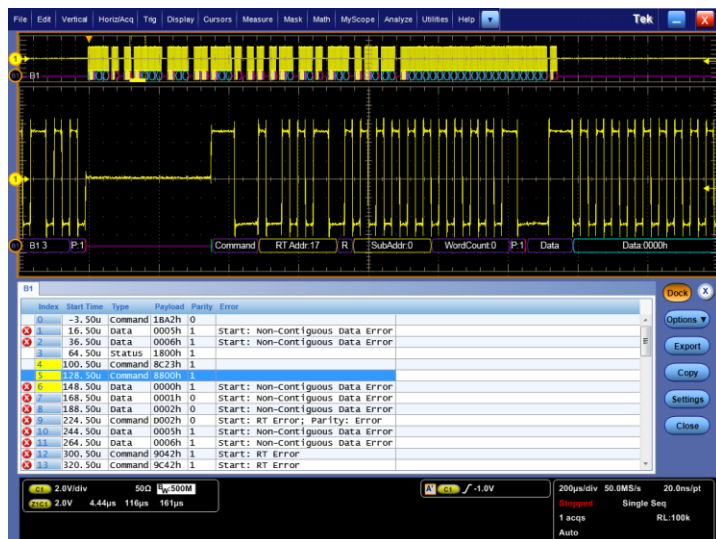 File Edit Vertical Horiz/Acq Trig Display Cursors Measure Mask Math MyScope Analyze Utilities Help Tek X
1
B1 B1
1
B1 B1 3 P:1 Command RT Addr:17 R SubAddr:0 WordCount:0 P:1 Data Data:0000h
B1
Dock X
Index Start Time Type Payload Parity Error
0 -3.50u Command 1BA2h 0
1 16.50u Data 0005h 1 Start: Non-Contiguous Data Error
2 36.50u Data 0006h 1 Start: Non-Contiguous Data Error
3 64.50u Status 1800h 1
4 100.50u Command 8C23h 1
5 128.50u Command 8800h 1
6 148.50u Data 0000h 1 Start: Non-Contiguous Data Error
7 168.50u Data 0001h 0 Start: Non-Contiguous Data Error
8 188.50u Data 0002h 0 Start: Non-Contiguous Data Error
9 224.50u Command D002h 0 Start: RT Error; Parity: Error
10 244.50u Data 0005h 1 Start: Non-Contiguous Data Error
11 264.50u Data 0006h 1 Start: Non-Contiguous Data Error
12 300.50u Command 9042h 1 Start: RT Error
13 320.50u Command 9C42h 1 Start: RT Error
Options
Export
Copy
Settings
Close
C1 2.0V/div 50Ω BW:500M
Z1C1 2.0V 4.44µs 116µs 161µs
A' C1 -1.0V
200µs/div 50.0MS/s 20.0ns/pt
Stopped Single Seq
1 acqs RL:100k
Auto